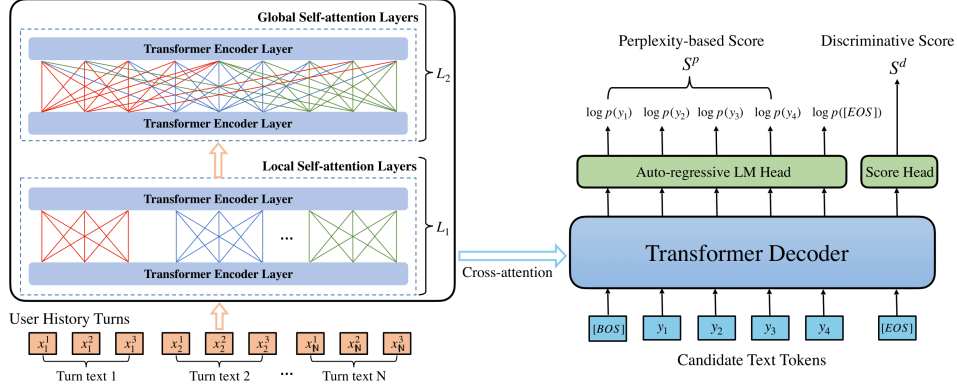 Global Self-attention Layers
Transformer Encoder Layer
Transformer Encoder Layer
L₂
Local Self-attention Layers
Transformer Encoder Layer
...
Transformer Encoder Layer
L₁
User History Turns
x₁¹ x₁² x₁³ x₂¹ x₂² x₂³ x_N¹ x_N² x_N³
Turn text 1 Turn text 2 ... Turn text N
Cross-attention
Perplexity-based Score Discriminative Score
Sᵖ Sᵈ
log p(y₁) log p(y₂) log p(y₃) log p(y₄) log p([EOS])
Auto-regressive LM Head Score Head
Transformer Decoder
[BOS] y₁ y₂ y₃ y₄ [EOS]
Candidate Text Tokens